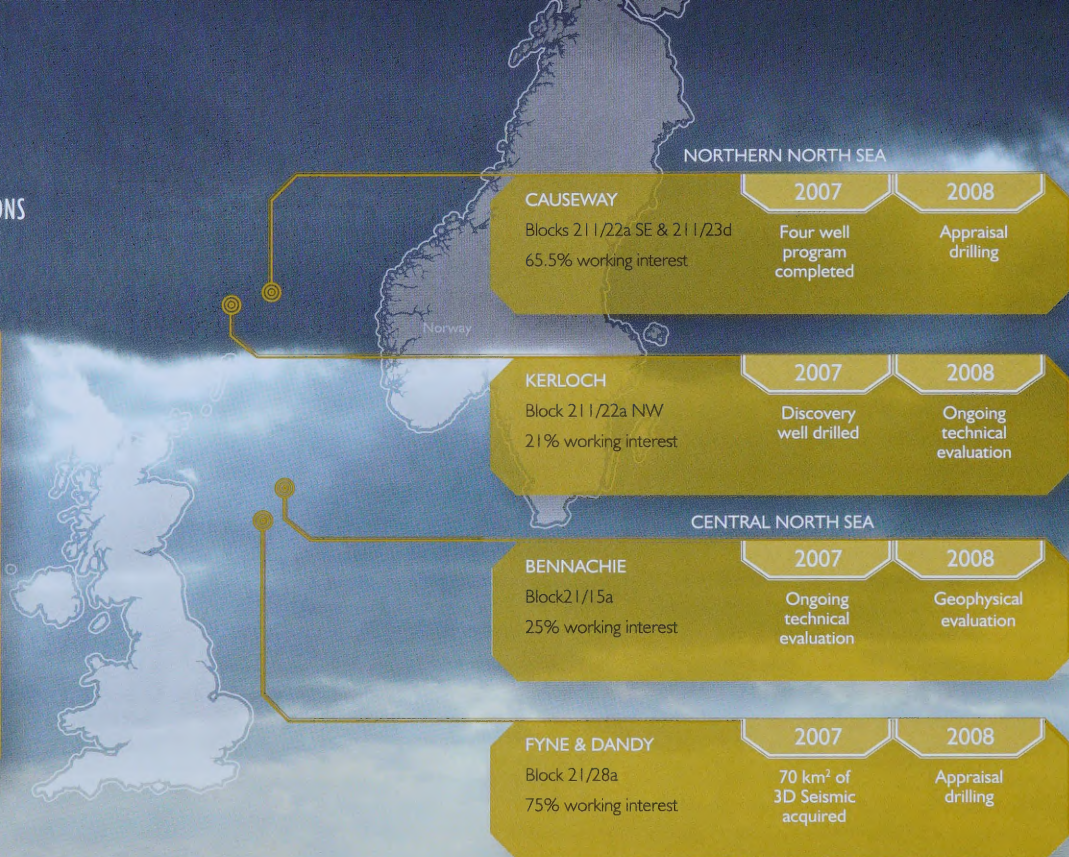 ONS
NORTHERN NORTH SEA
CAUSEWAY
Blocks 211/22a SE & 211/23d
65.5% working interest
2007
Four well
program
completed
2008
Appraisal
drilling
Norway
KERLOCH
Block 211/22a NW
21% working interest
2007
Discovery
well drilled
2008
Ongoing
technical
evaluation
CENTRAL NORTH SEA
BENNACHIE
Block21/15a
25% working interest
2007
Ongoing
technical
evaluation
2008
Geophysical
evaluation
FYNE & DANDY
Block 21/28a
75% working interest
2007
70 km² of
3D Seismic
acquired
2008
Appraisal
drilling